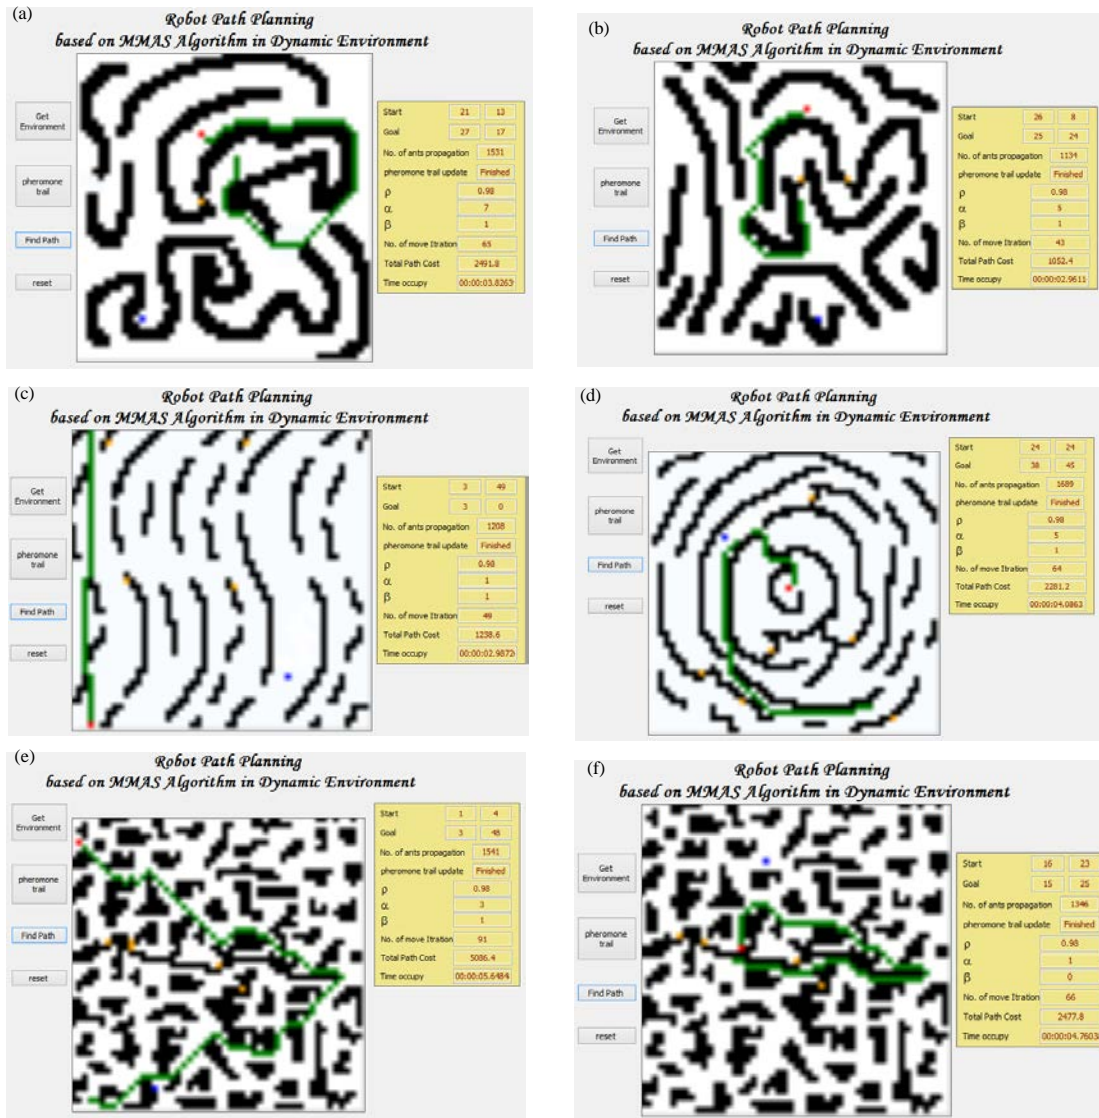 (a)
Robot Path Planning
based on MMAS Algorithm in Dynamic Environment
Get
Environment
pheromone
trail
Find Path
reset
Start 21 13
Goal 27 17
No. of ants propagation 1531
pheromone trail update Finished
ρ 0.98
α 7
β 1
No. of move Itration 65
Total Path Cost 2491.8
Time occupy 00:00:03.8263
(b)
Robot Path Planning
based on MMAS Algorithm in Dynamic Environment
Get
Environment
pheromone
trail
Find Path
reset
Start 26 8
Goal 25 24
No. of ants propagation 1134
pheromone trail update Finished
ρ 0.98
α 5
β 1
No. of move Itration 43
Total Path Cost 1052.4
Time occupy 00:00:02.9611
(c)
Robot Path Planning
based on MMAS Algorithm in Dynamic Environment
Get
Environment
pheromone
trail
Find Path
reset
Start 3 49
Goal 3 0
No. of ants propagation 1208
pheromone trail update Finished
ρ 0.98
α 1
β 1
No. of move Itration 49
Total Path Cost 1238.6
Time occupy 00:00:02.9872
(d)
Robot Path Planning
based on MMAS Algorithm in Dynamic Environment
Get
Environment
pheromone
trail
Find Path
reset
Start 24 24
Goal 38 45
No. of ants propagation 1689
pheromone trail update Finished
ρ 0.98
α 5
β 1
No. of move Itration 64
Total Path Cost 2281.2
Time occupy 00:00:04.0863
(e)
Robot Path Planning
based on MMAS Algorithm in Dynamic Environment
Get
Environment
pheromone
trail
Find Path
reset
Start 1 4
Goal 3 48
No. of ants propagation 1541
pheromone trail update Finished
ρ 0.98
α 3
β 1
No. of move Itration 91
Total Path Cost 5086.4
Time occupy 00:00:05.6484
(f)
Robot Path Planning
based on MMAS Algorithm in Dynamic Environment
Get
Environment
pheromone
trail
Find Path
reset
Start 16 23
Goal 15 25
No. of ants propagation 1346
pheromone trail update Finished
ρ 0.98
α 1
β 0
No. of move Itration 66
Total Path Cost 2477.8
Time occupy 00:00:04.7603